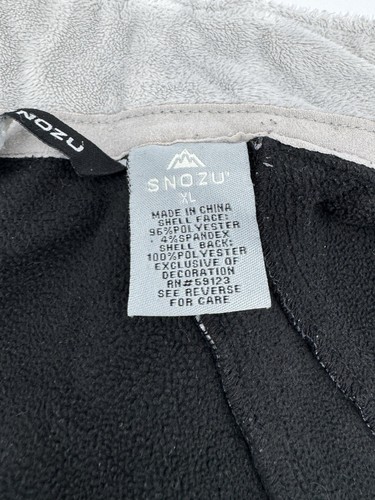 SNOZU
SNOZU
XL
MADE IN CHINA
SHELL FACE:
96%POLYESTER
4%SPANDEX
SHELL BACK:
100%POLYESTER
EXCLUSIVE OF
DECORATION
RN#59123
SEE REVERSE
FOR CARE